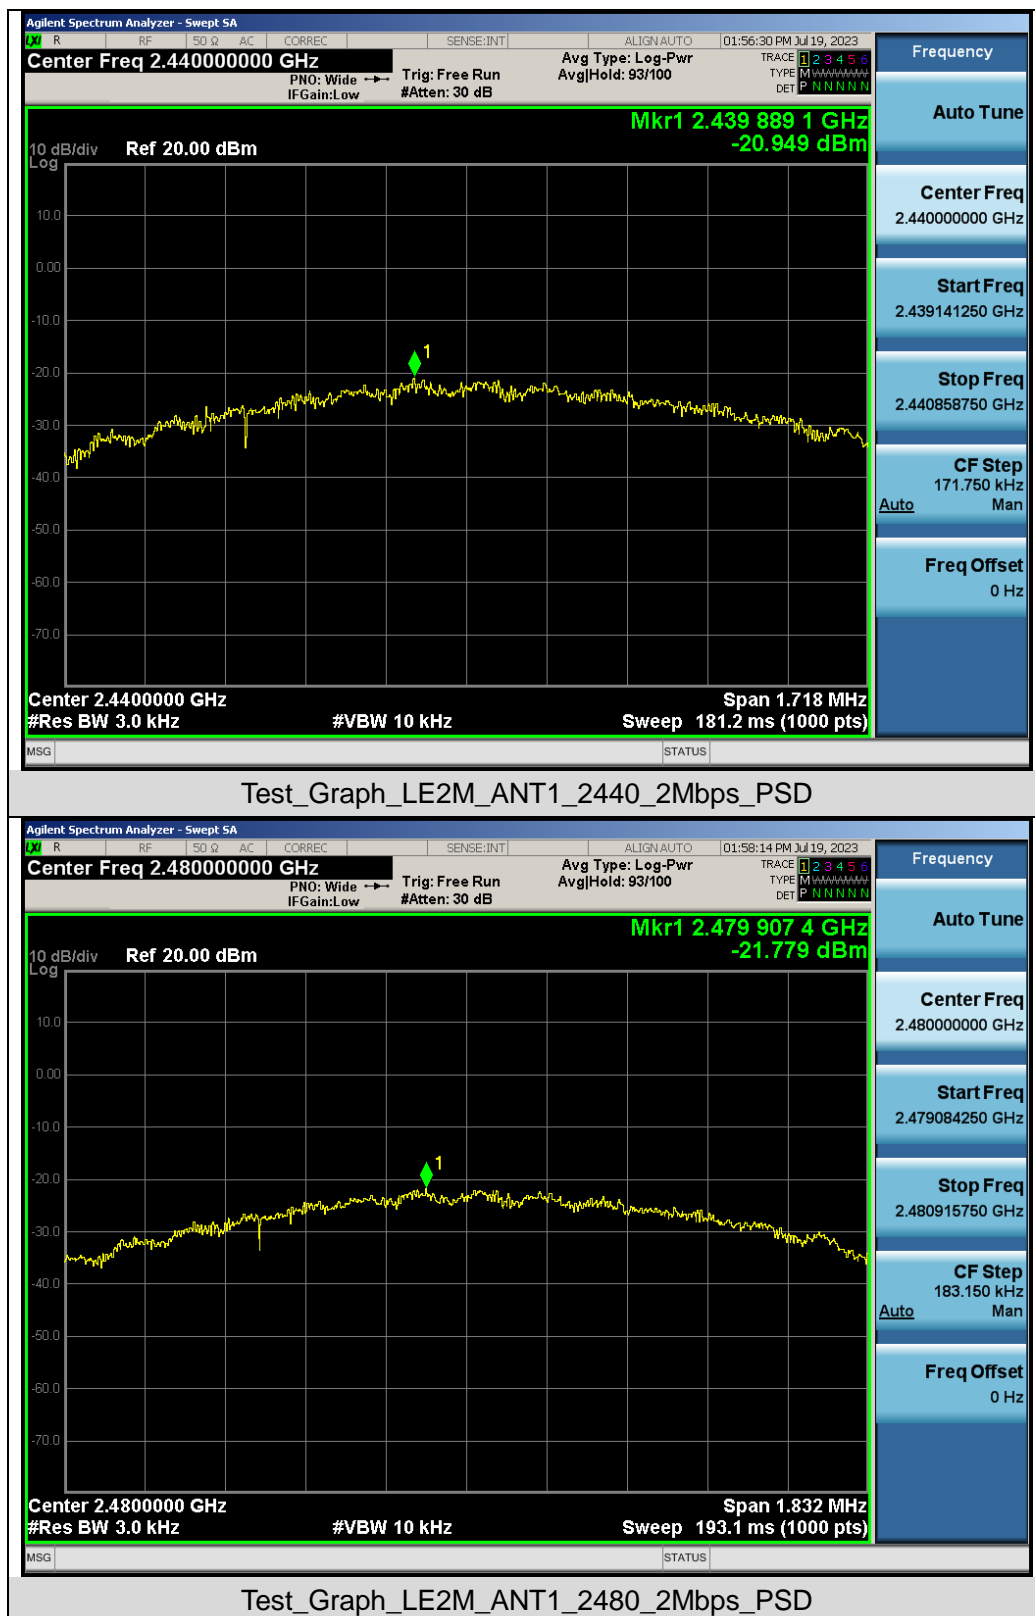 Agilent Spectrum Analyzer - Swept SA
LXI R RF 50 Ω AC CORREC SENSE:INT ALIGN AUTO 01:56:30 PM Jul 19, 2023
Center Freq 2.440000000 GHz
PNO: Wide
IFGain:Low
Trig: Free Run
#Atten: 30 dB
Avg Type: Log-Pwr
Avg|Hold: 93/100
TRACE 1 2 3 4 5 6
TYPE M W W W W W
DET P N N N N N
Mkr1 2.439 889 1 GHz
-20.949 dBm
10 dB/div Ref 20.00 dBm
Log
10.0
0.00
-10.0
-20.0
-30.0
-40.0
-50.0
-60.0
-70.0
1
Center 2.4400000 GHz Span 1.718 MHz
#Res BW 3.0 kHz #VBW 10 kHz Sweep 181.2 ms (1000 pts)
MSG STATUS
Frequency
Auto Tune
Center Freq
2.440000000 GHz
Start Freq
2.439141250 GHz
Stop Freq
2.440858750 GHz
CF Step
171.750 kHz
Auto Man
Freq Offset
0 Hz
Test_Graph_LE2M_ANT1_2440_2Mbps_PSD
Agilent Spectrum Analyzer - Swept SA
LXI R RF 50 Ω AC CORREC SENSE:INT ALIGN AUTO 01:58:14 PM Jul 19, 2023
Center Freq 2.480000000 GHz
PNO: Wide
IFGain:Low
Trig: Free Run
#Atten: 30 dB
Avg Type: Log-Pwr
Avg|Hold: 93/100
TRACE 1 2 3 4 5 6
TYPE M W W W W W
DET P N N N N N
Mkr1 2.479 907 4 GHz
-21.779 dBm
10 dB/div Ref 20.00 dBm
Log
10.0
0.00
-10.0
-20.0
-30.0
-40.0
-50.0
-60.0
-70.0
1
Center 2.4800000 GHz Span 1.832 MHz
#Res BW 3.0 kHz #VBW 10 kHz Sweep 193.1 ms (1000 pts)
MSG STATUS
Frequency
Auto Tune
Center Freq
2.480000000 GHz
Start Freq
2.479084250 GHz
Stop Freq
2.480915750 GHz
CF Step
183.150 kHz
Auto Man
Freq Offset
0 Hz
Test_Graph_LE2M_ANT1_2480_2Mbps_PSD